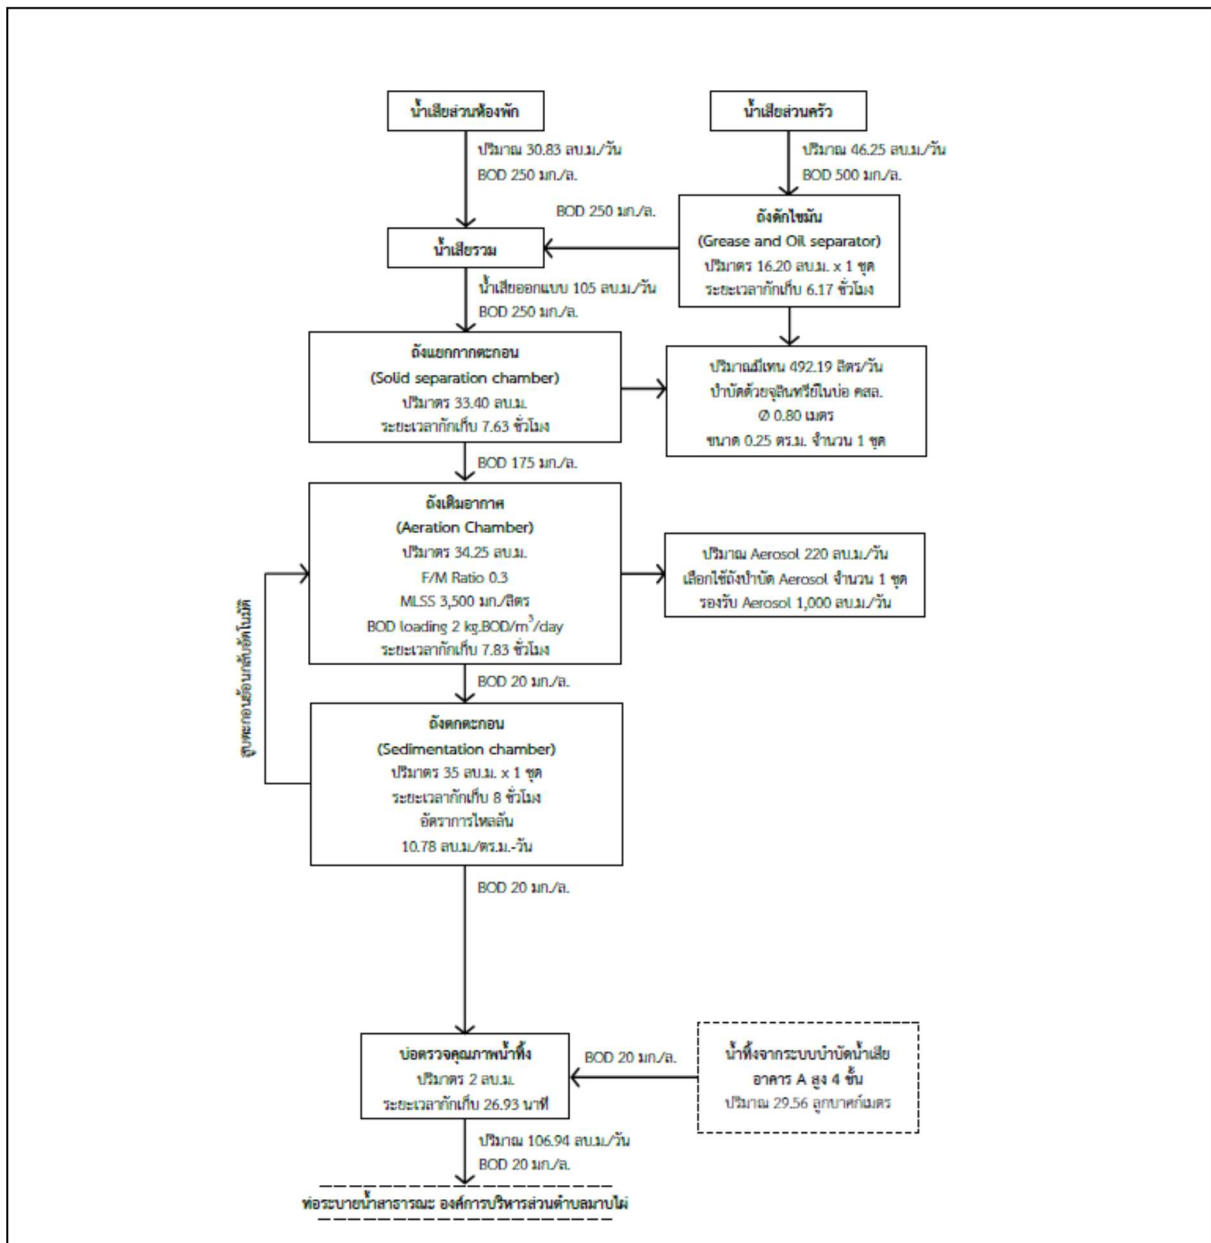 น้ำเสียส่วนห้องพัก
น้ำเสียส่วนครัว
ปริมาณ 30.83 ลบ.ม./วัน
BOD 250 มก./ล.
ปริมาณ 46.25 ลบ.ม./วัน
BOD 500 มก./ล.
BOD 250 มก./ล.
ถังดักไขมัน
(Grease and Oil separator)
ปริมาตร 16.20 ลบ.ม. x 1 ชุด
ระยะเวลากักเก็บ 6.17 ชั่วโมง
น้ำเสียรวม
น้ำเสียออกแบบ 105 ลบ.ม./วัน
BOD 250 มก./ล.
ถังแยกกากตะกอน
(Solid separation chamber)
ปริมาตร 33.40 ลบ.ม.
ระยะเวลากักเก็บ 7.63 ชั่วโมง
ปริมาณมีเทน 492.19 ลิตร/วัน
บำบัดด้วยจุลินทรีย์ในบ่อ คสล.
Ø 0.80 เมตร
ขนาด 0.25 ตร.ม. จำนวน 1 ชุด
BOD 175 มก./ล.
ถังเติมอากาศ
(Aeration Chamber)
ปริมาตร 34.25 ลบ.ม.
F/M Ratio 0.3
MLSS 3,500 มก./ลิตร
BOD loading 2 kg.BOD/m³/day
ระยะเวลากักเก็บ 7.83 ชั่วโมง
ปริมาณ Aerosol 220 ลบ.ม./วัน
เลือกใช้ถังบำบัด Aerosol จำนวน 1 ชุด
รองรับ Aerosol 1,000 ลบ.ม./วัน
สูบตะกอนย้อนกลับอัตโนมัติ
BOD 20 มก./ล.
ถังตกตะกอน
(Sedimentation chamber)
ปริมาตร 35 ลบ.ม. x 1 ชุด
ระยะเวลากักเก็บ 8 ชั่วโมง
อัตราการไหลล้น
10.78 ลบ.ม./ตร.ม.-วัน
BOD 20 มก./ล.
บ่อตรวจคุณภาพน้ำทิ้ง
ปริมาตร 2 ลบ.ม.
ระยะเวลากักเก็บ 26.93 นาที
BOD 20 มก./ล.
น้ำทิ้งจากระบบบำบัดน้ำเสีย
อาคาร A สูง 4 ชั้น
ปริมาณ 29.56 ลูกบาศก์เมตร
ปริมาณ 106.94 ลบ.ม./วัน
BOD 20 มก./ล.
ท่อระบายน้ำสาธารณะ องค์การบริหารส่วนตำบลมาบไผ่